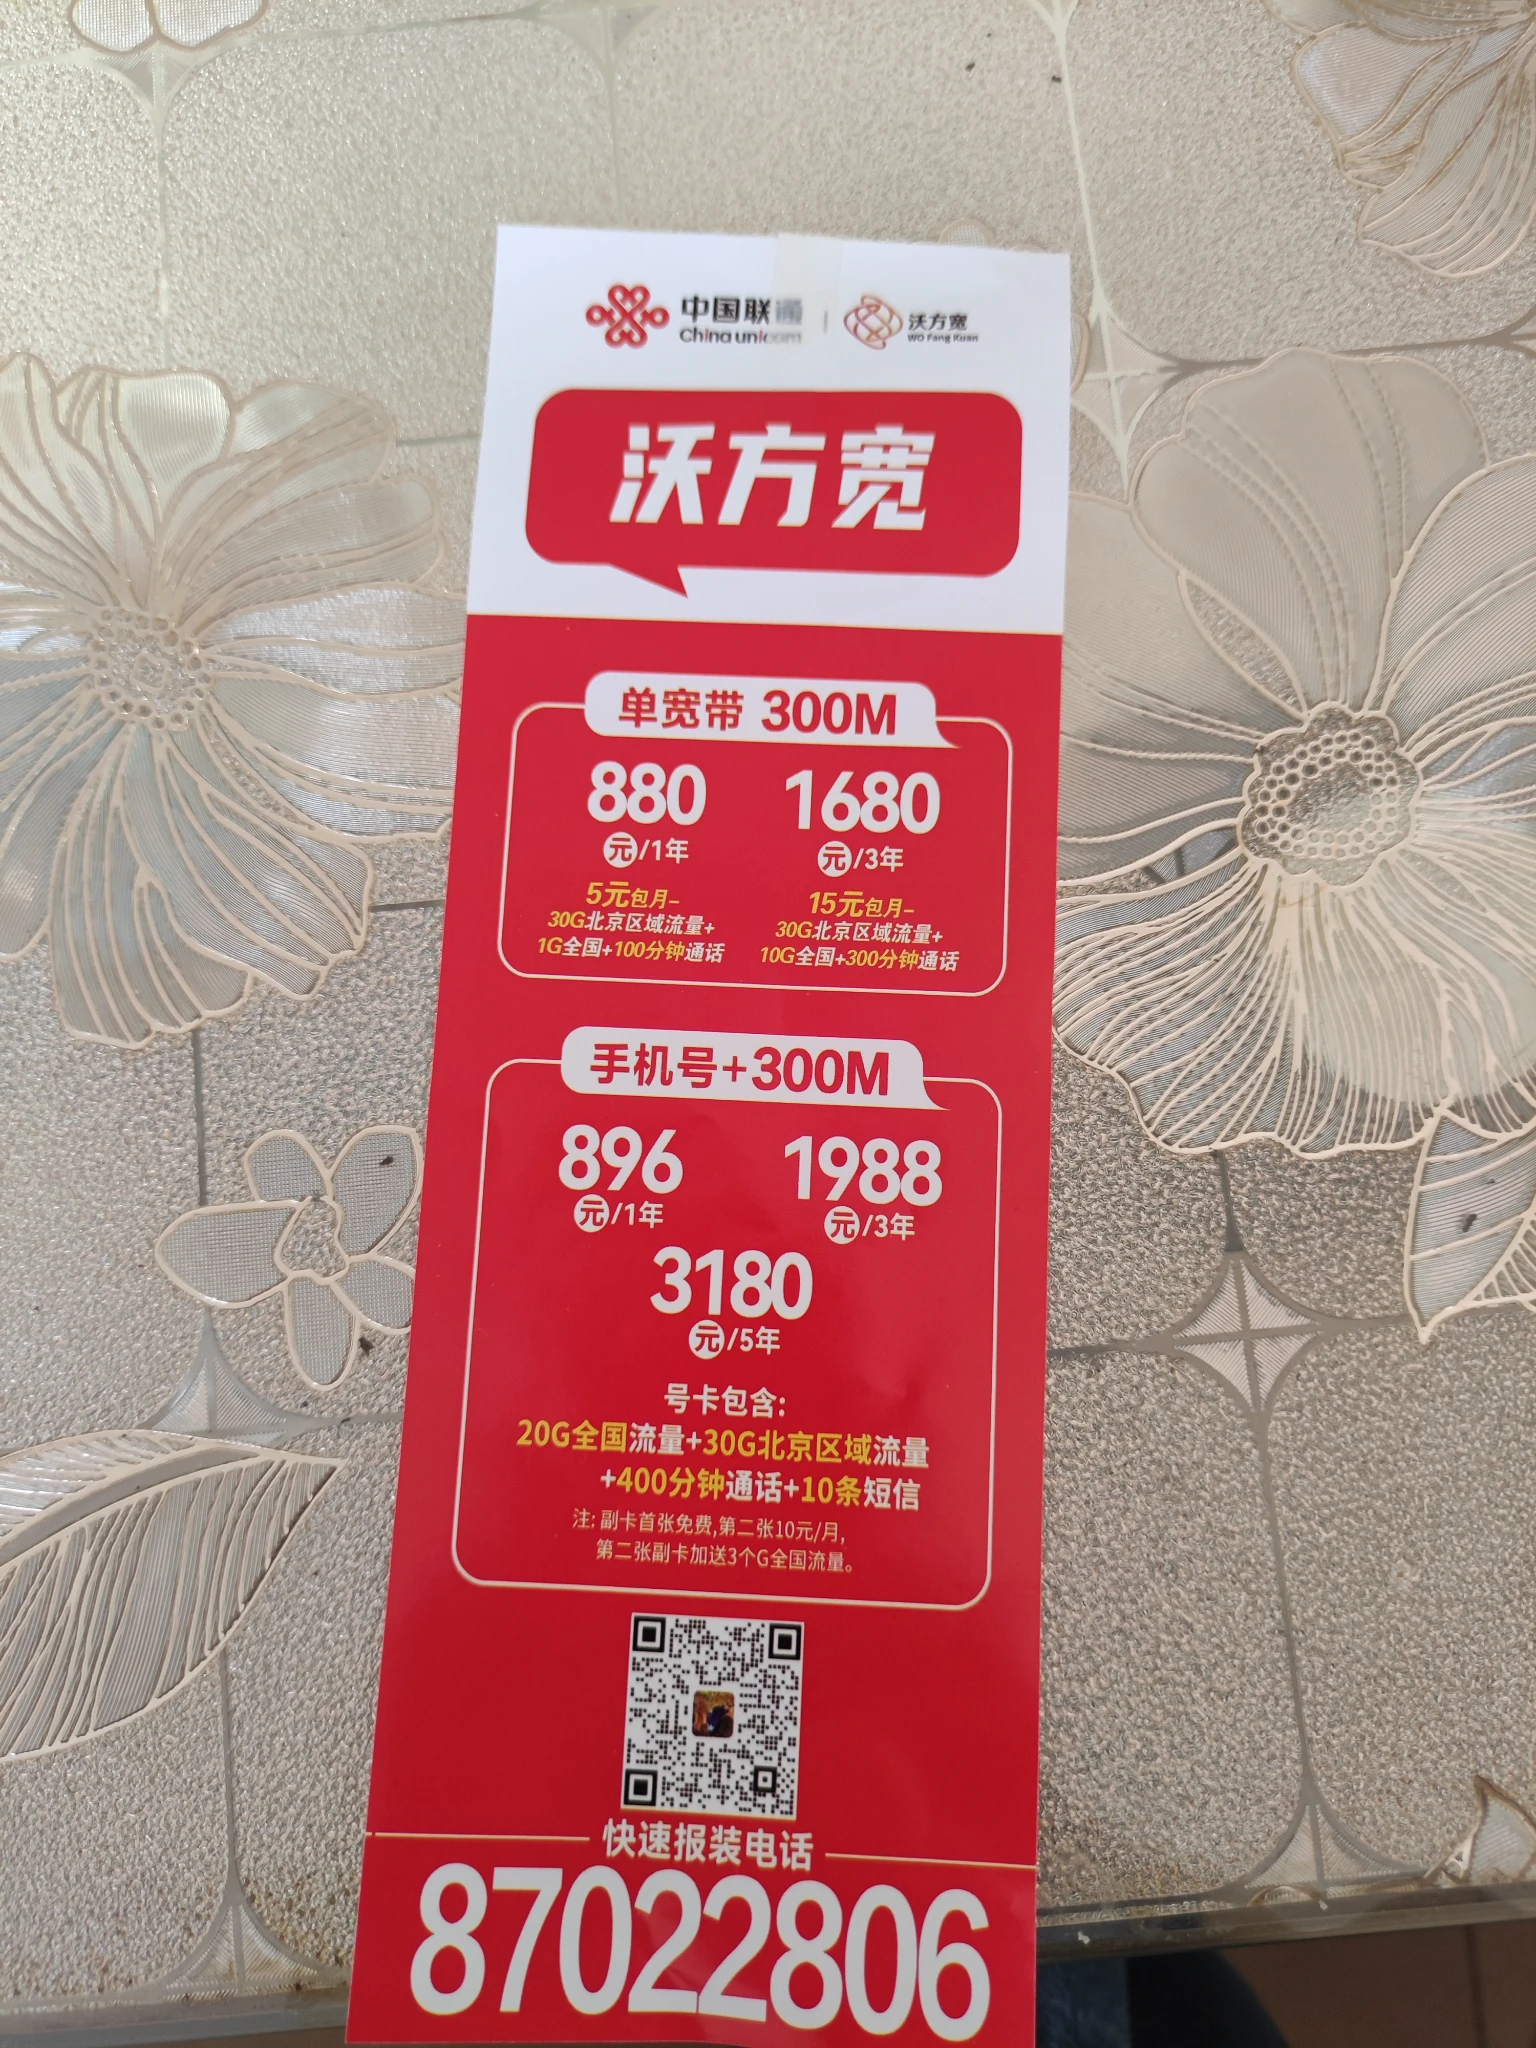 中国联通
China unicom
沃方宽
WO Fang Kuan
沃方宽
单宽带 300M
880
元/1年
5元包月-
30G北京区域流量+
1G全国+100分钟通话
1680
元/3年
15元包月-
30G北京区域流量+
10G全国+300分钟通话
手机号+300M
896
元/1年
1988
元/3年
3180
元/5年
号卡包含:
20G全国流量+30G北京区域流量
+400分钟通话+10条短信
注: 副卡首张免费,第二张10元/月,
第二张副卡加送3个G全国流量。
快速报装电话
87022806